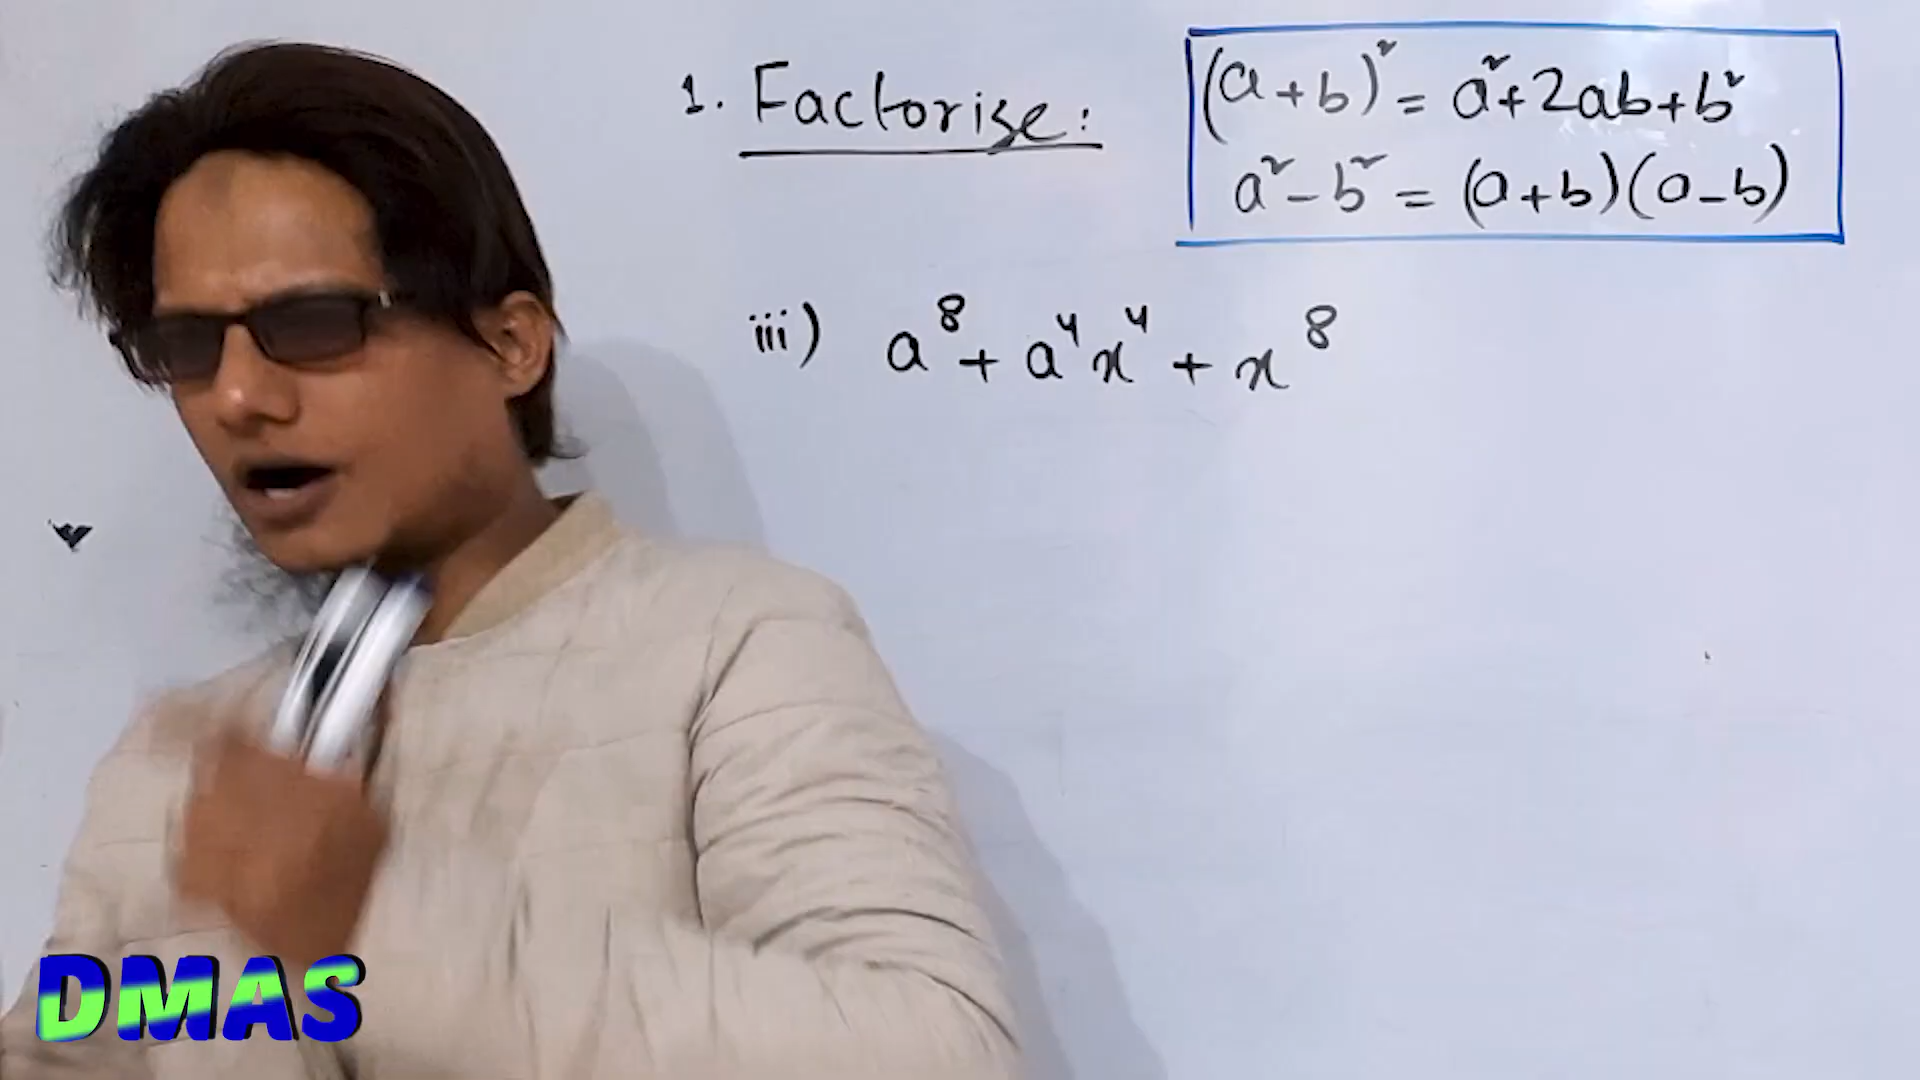 1. Factorise:
(a+b)² = a²+2ab+b²
a²-b² = (a+b)(a-b)
iii) a⁸ + a⁴x⁴ + x⁸
DMAS